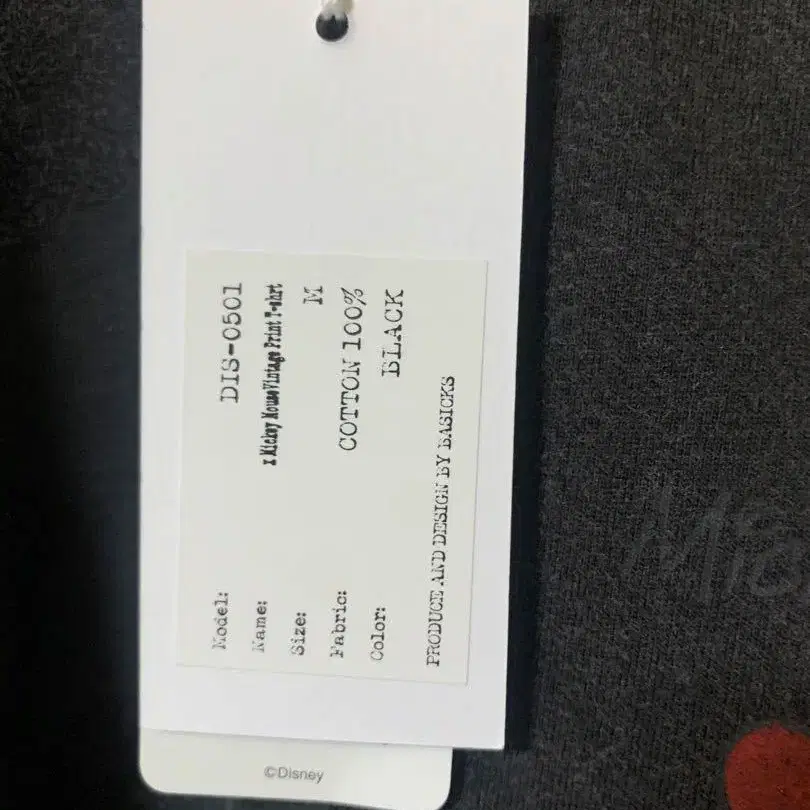 Model: DIS-0501
Name: x Mickey Mouse Vintage Print T-shrt
Size: M
Fabric: COTTON 100%
Color: BLACK
PRODUCE AND DESIGN BY BASICKS
©Disney